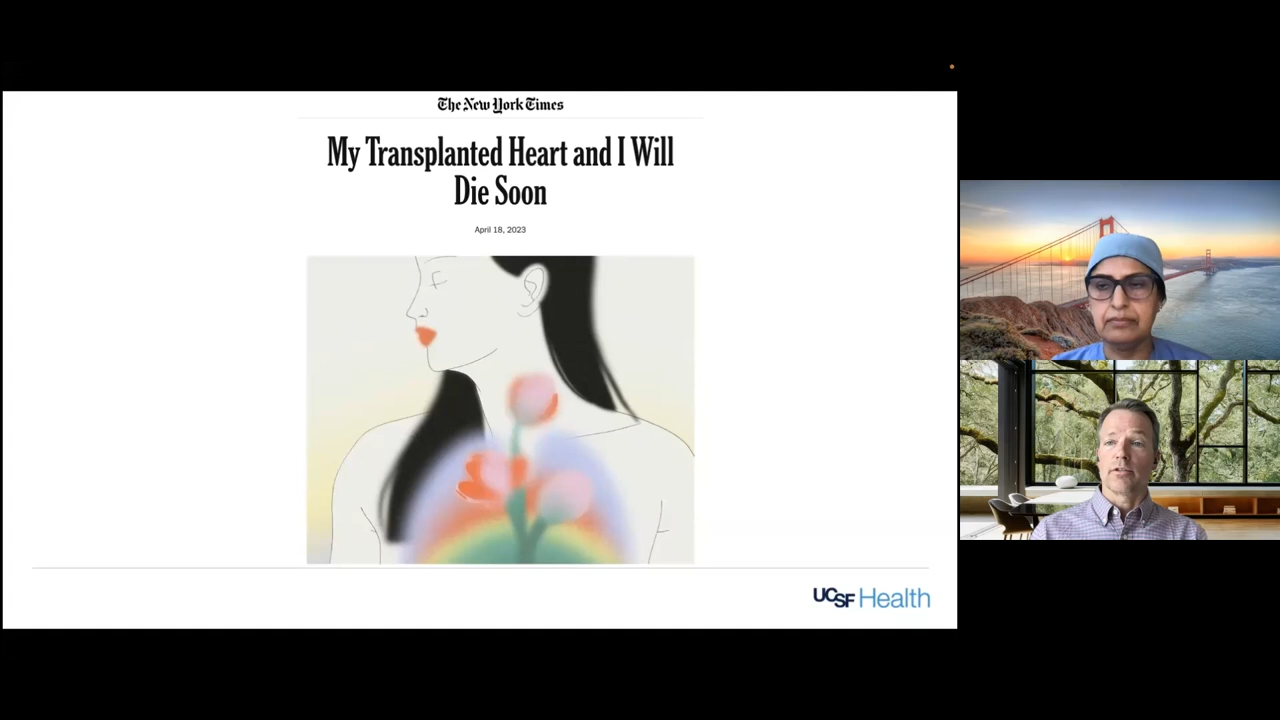 The New York Times
My Transplanted Heart and I Will
Die Soon
April 18, 2023
UCSF Health